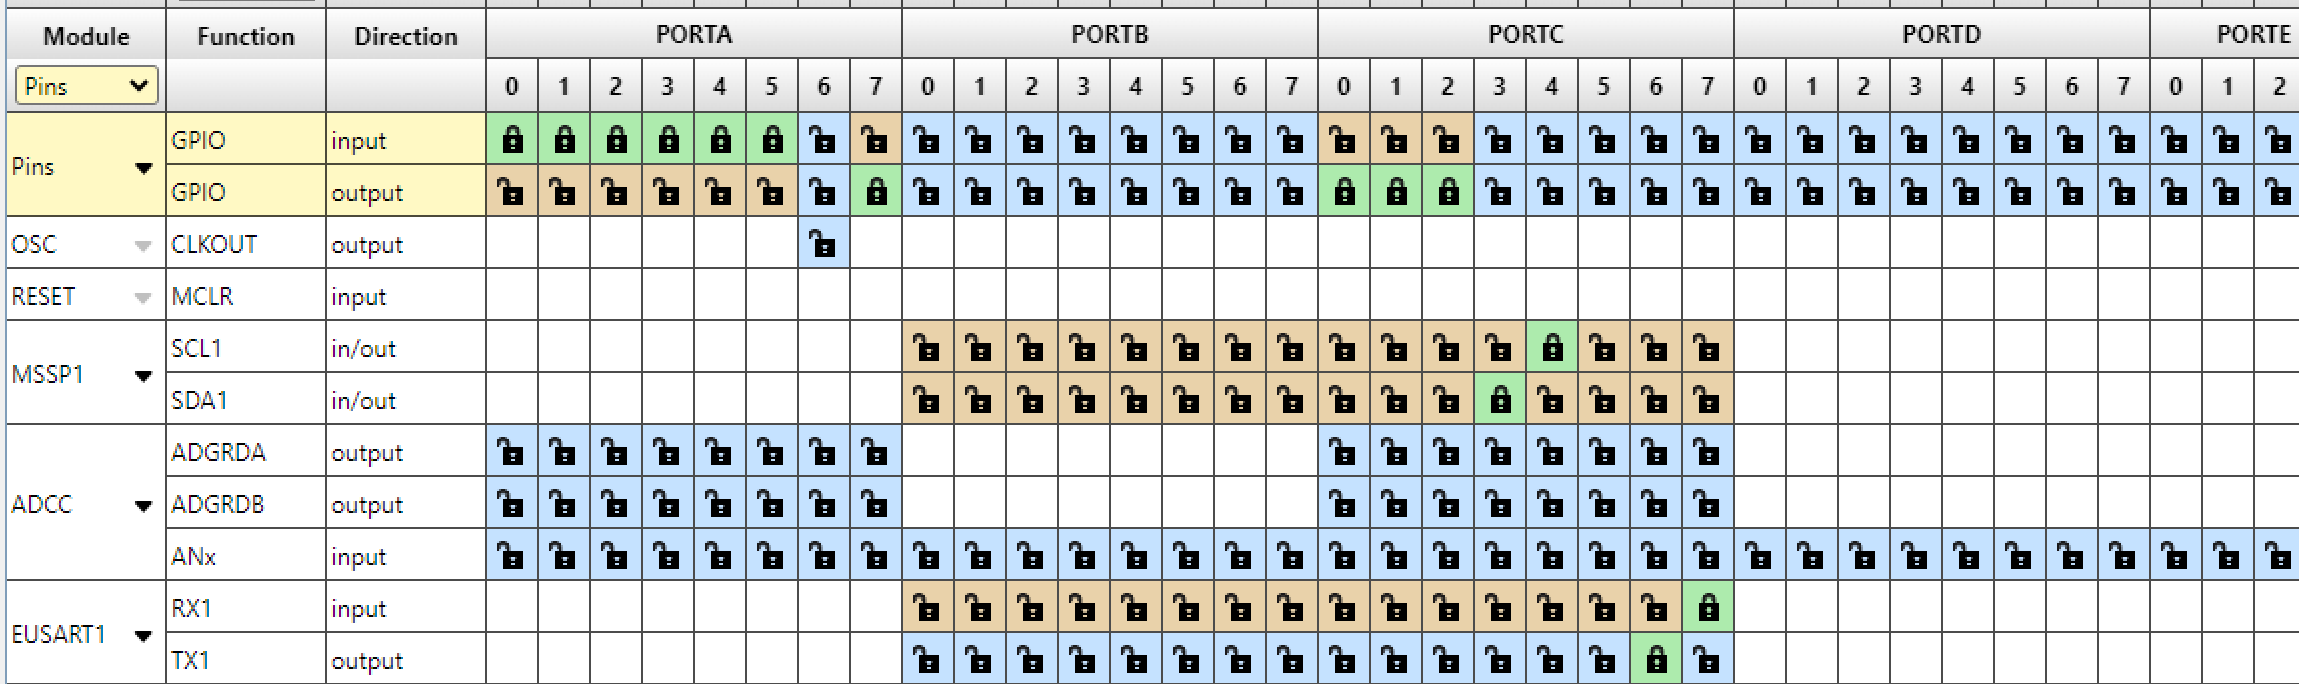 Module Function Direction PORTA PORTB PORTC PORTD PORTE
Pins 0 1 2 3 4 5 6 7 0 1 2 3 4 5 6 7 0 1 2 3 4 5 6 7 0 1 2 3 4 5 6 7 0 1 2
Pins GPIO input
GPIO output
OSC CLKOUT output
RESET MCLR input
MSSP1 SCL1 in/out
SDA1 in/out
ADCC ADGRDA output
ADGRDB output
ANx input
EUSART1 RX1 input
TX1 output